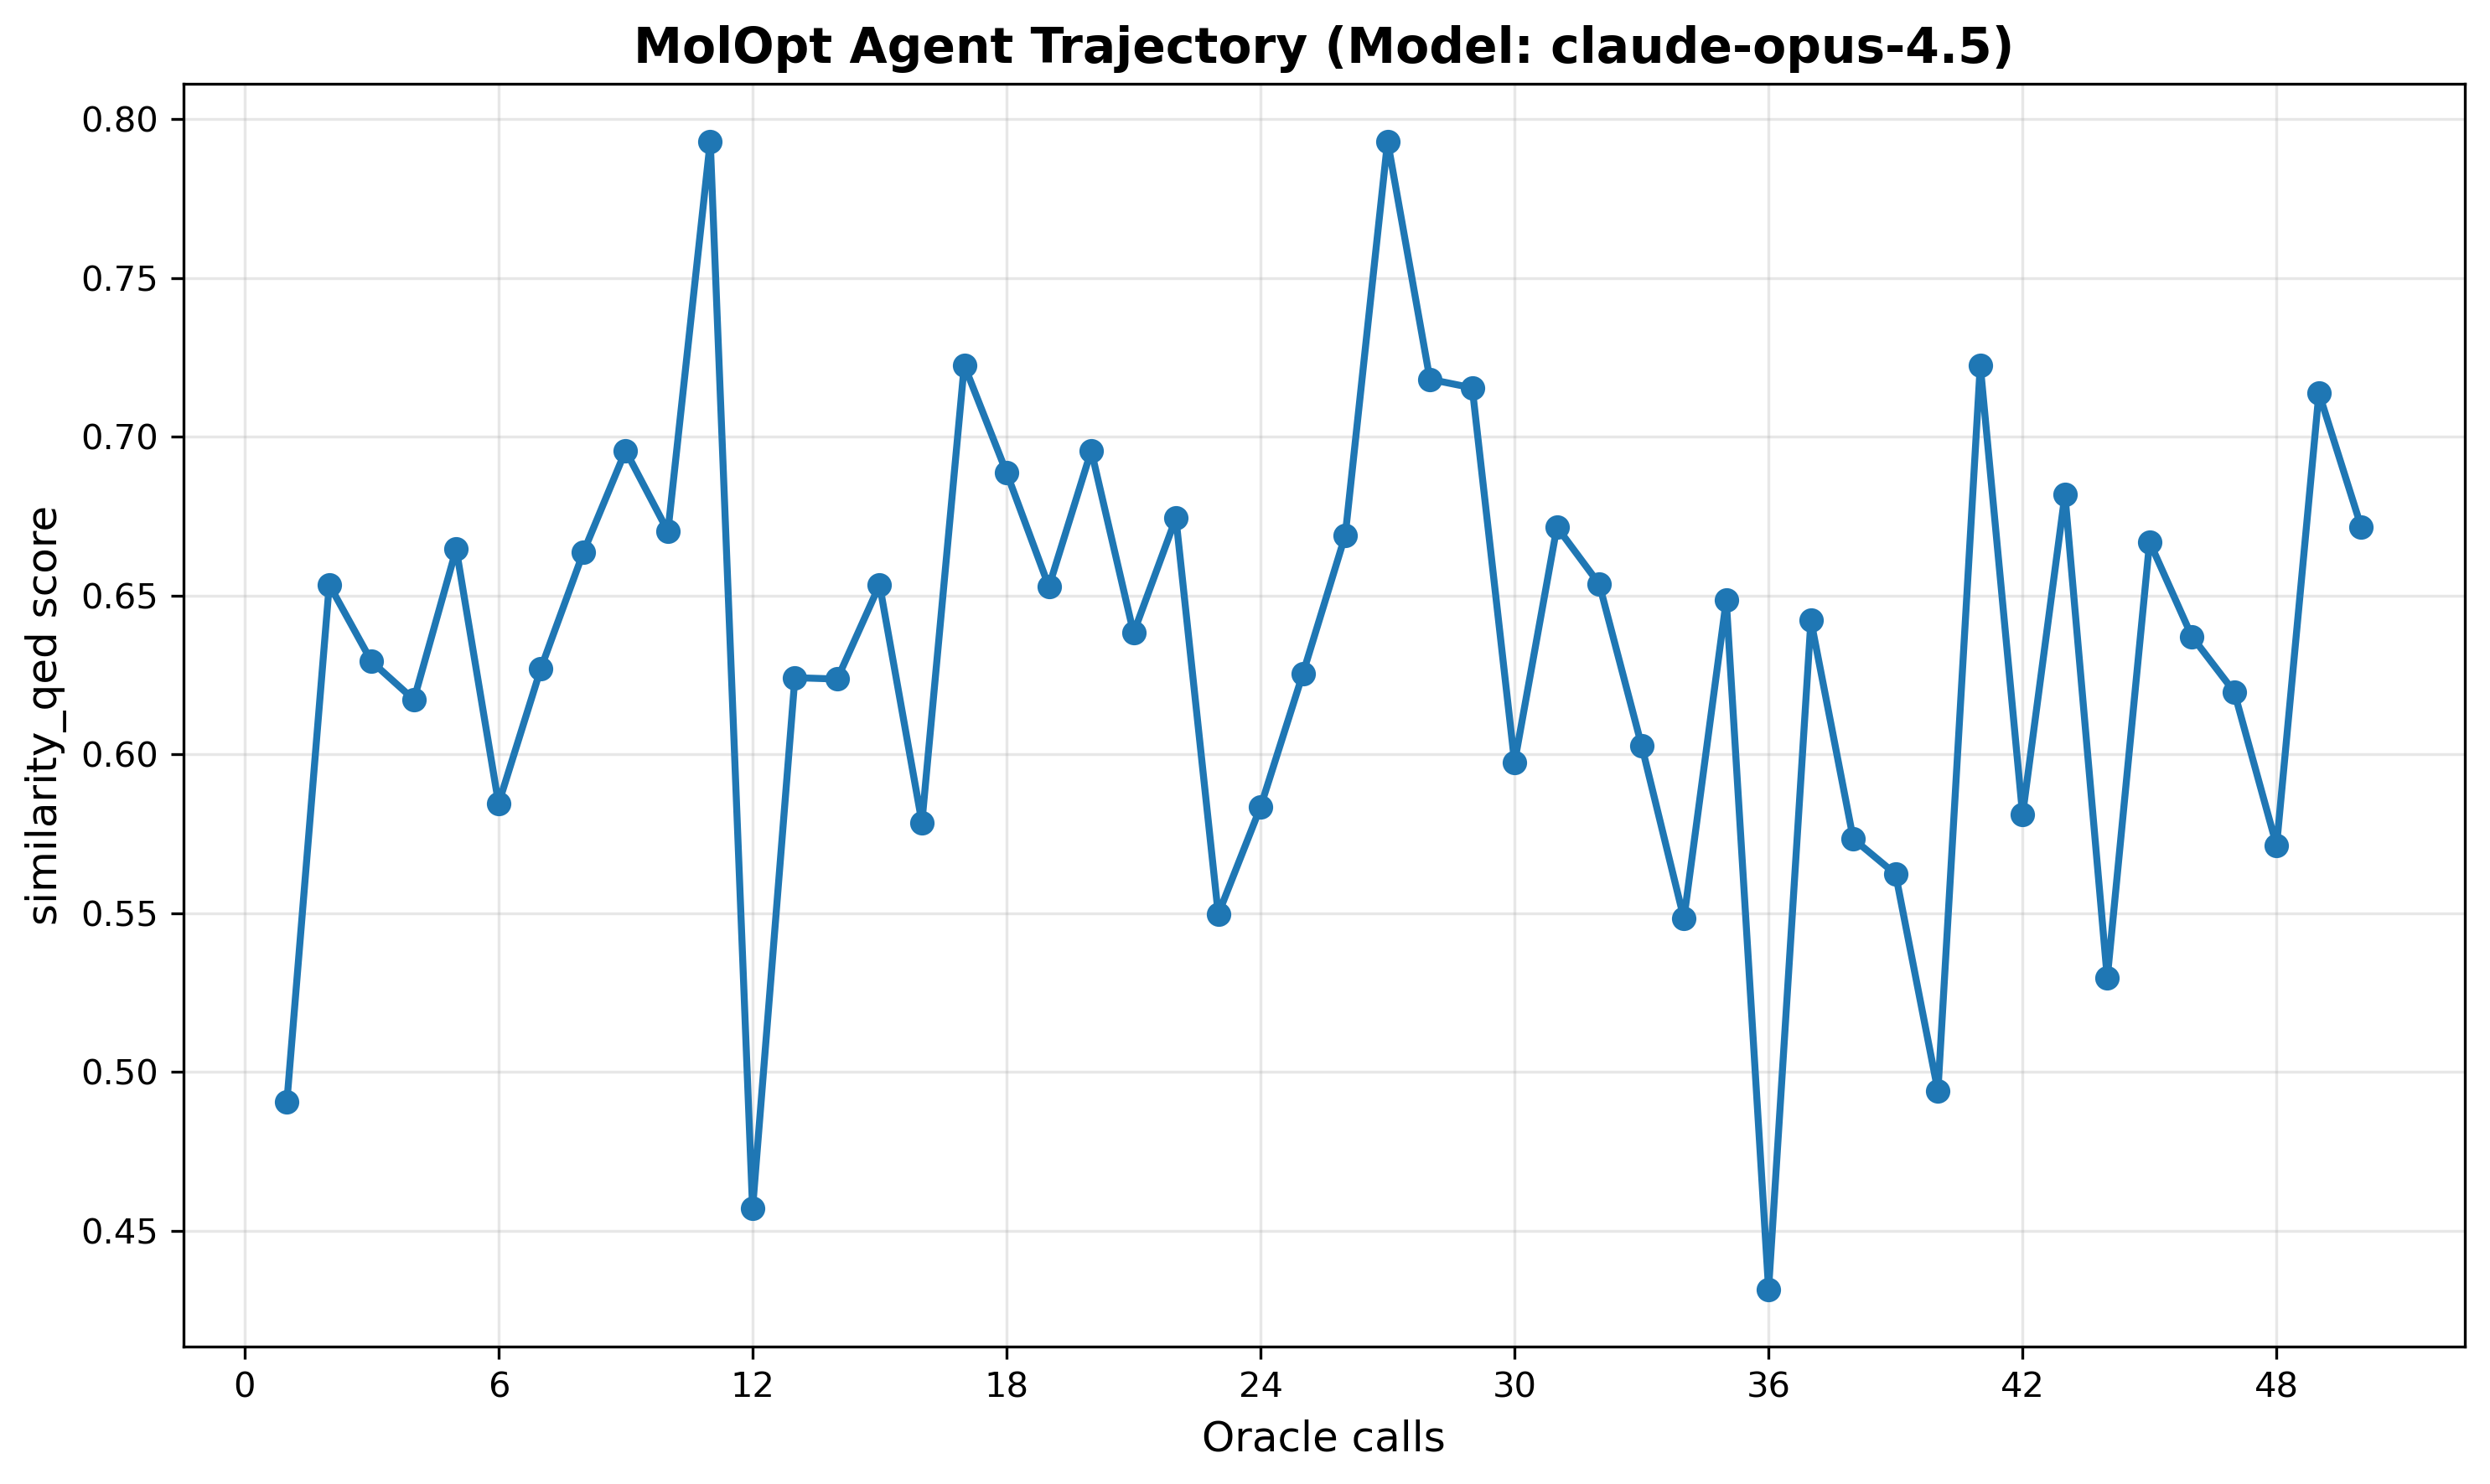 MolOpt Agent Trajectory (Model: claude-opus-4.5)
similarity_qed score
0.80
0.75
0.70
0.65
0.60
0.55
0.50
0.45
0 6 12 18 24 30 36 42 48
Oracle calls